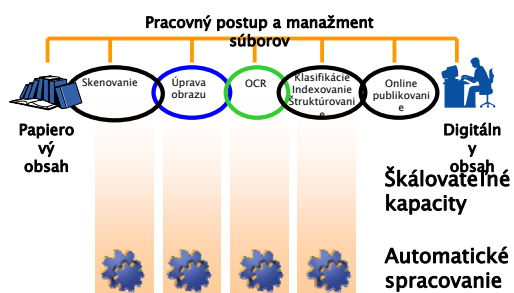 Pracovný postup a manažment
súborov
Skenovanie
Úprava
obrazu
OCR
Klasifikácie
Indexovanie
Štruktúrovani
e
Online
publikovani
e
Papiero
vý
obsah
Digitáln
y
obsah
Škálovateľné
kapacity
Automatické
spracovanie